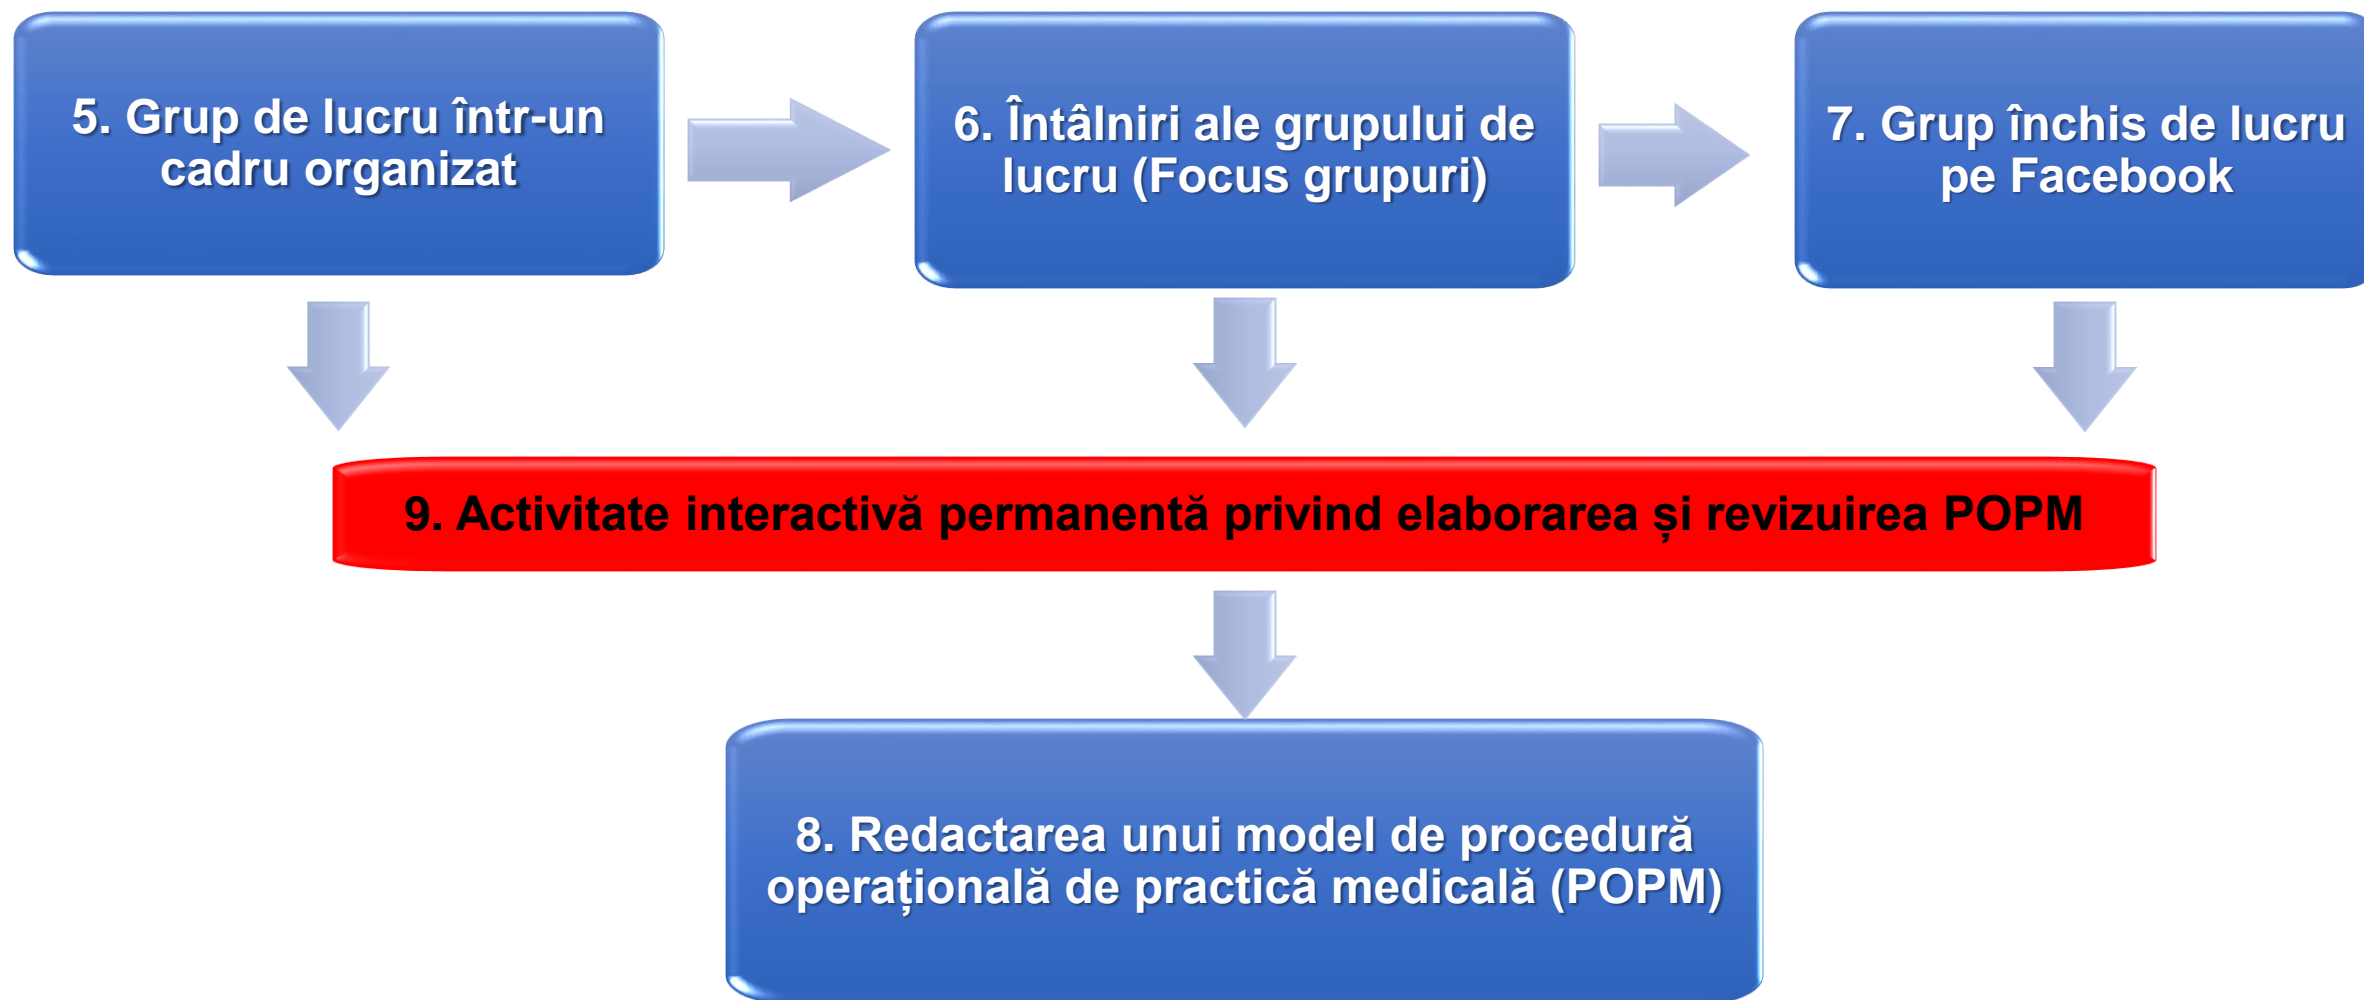 5. Grup de lucru într-un
cadru organizat
6. Întâlniri ale grupului de
lucru (Focus grupuri)
7. Grup închis de lucru
pe Facebook
9. Activitate interactivă permanentă privind elaborarea și revizuirea POPM
8. Redactarea unui model de procedură
operațională de practică medicală (POPM)